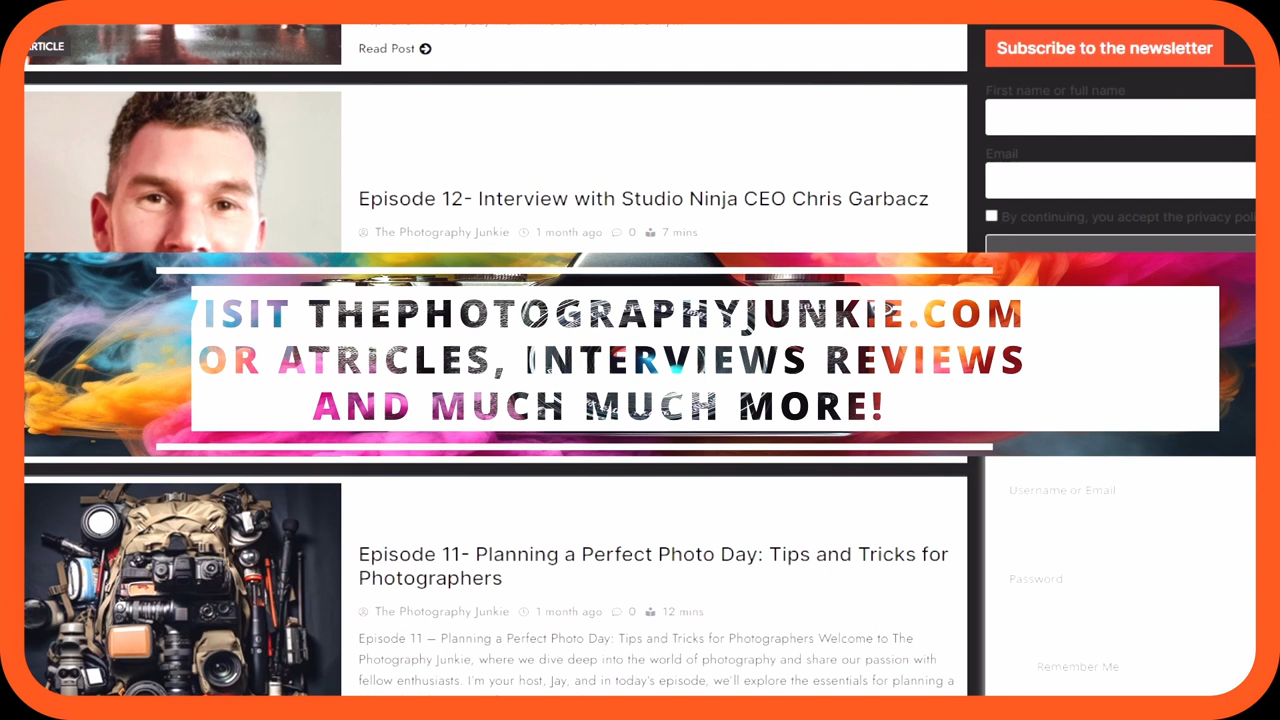 ARTICLE
Read Post
Subscribe to the newsletter
First name or full name
Email
By continuing, you accept the privacy poli
Episode 12- Interview with Studio Ninja CEO Chris Garbacz
The Photography Junkie 1 month ago 0 7 mins
ISIT THEPHOTOGRAPHYJUNKIE.COM
OR ATRICLES, INTERVIEWS REVIEWS
AND MUCH MUCH MORE!
Episode 11- Planning a Perfect Photo Day: Tips and Tricks for
Photographers
The Photography Junkie 1 month ago 0 12 mins
Episode 11 – Planning a Perfect Photo Day: Tips and Tricks for Photographers Welcome to The
Photography Junkie, where we dive deep into the world of photography and share our passion with
fellow enthusiasts. I'm your host, Jay, and in today's episode, we'll explore the essentials for planning a
Username or Email
Password
Remember Me